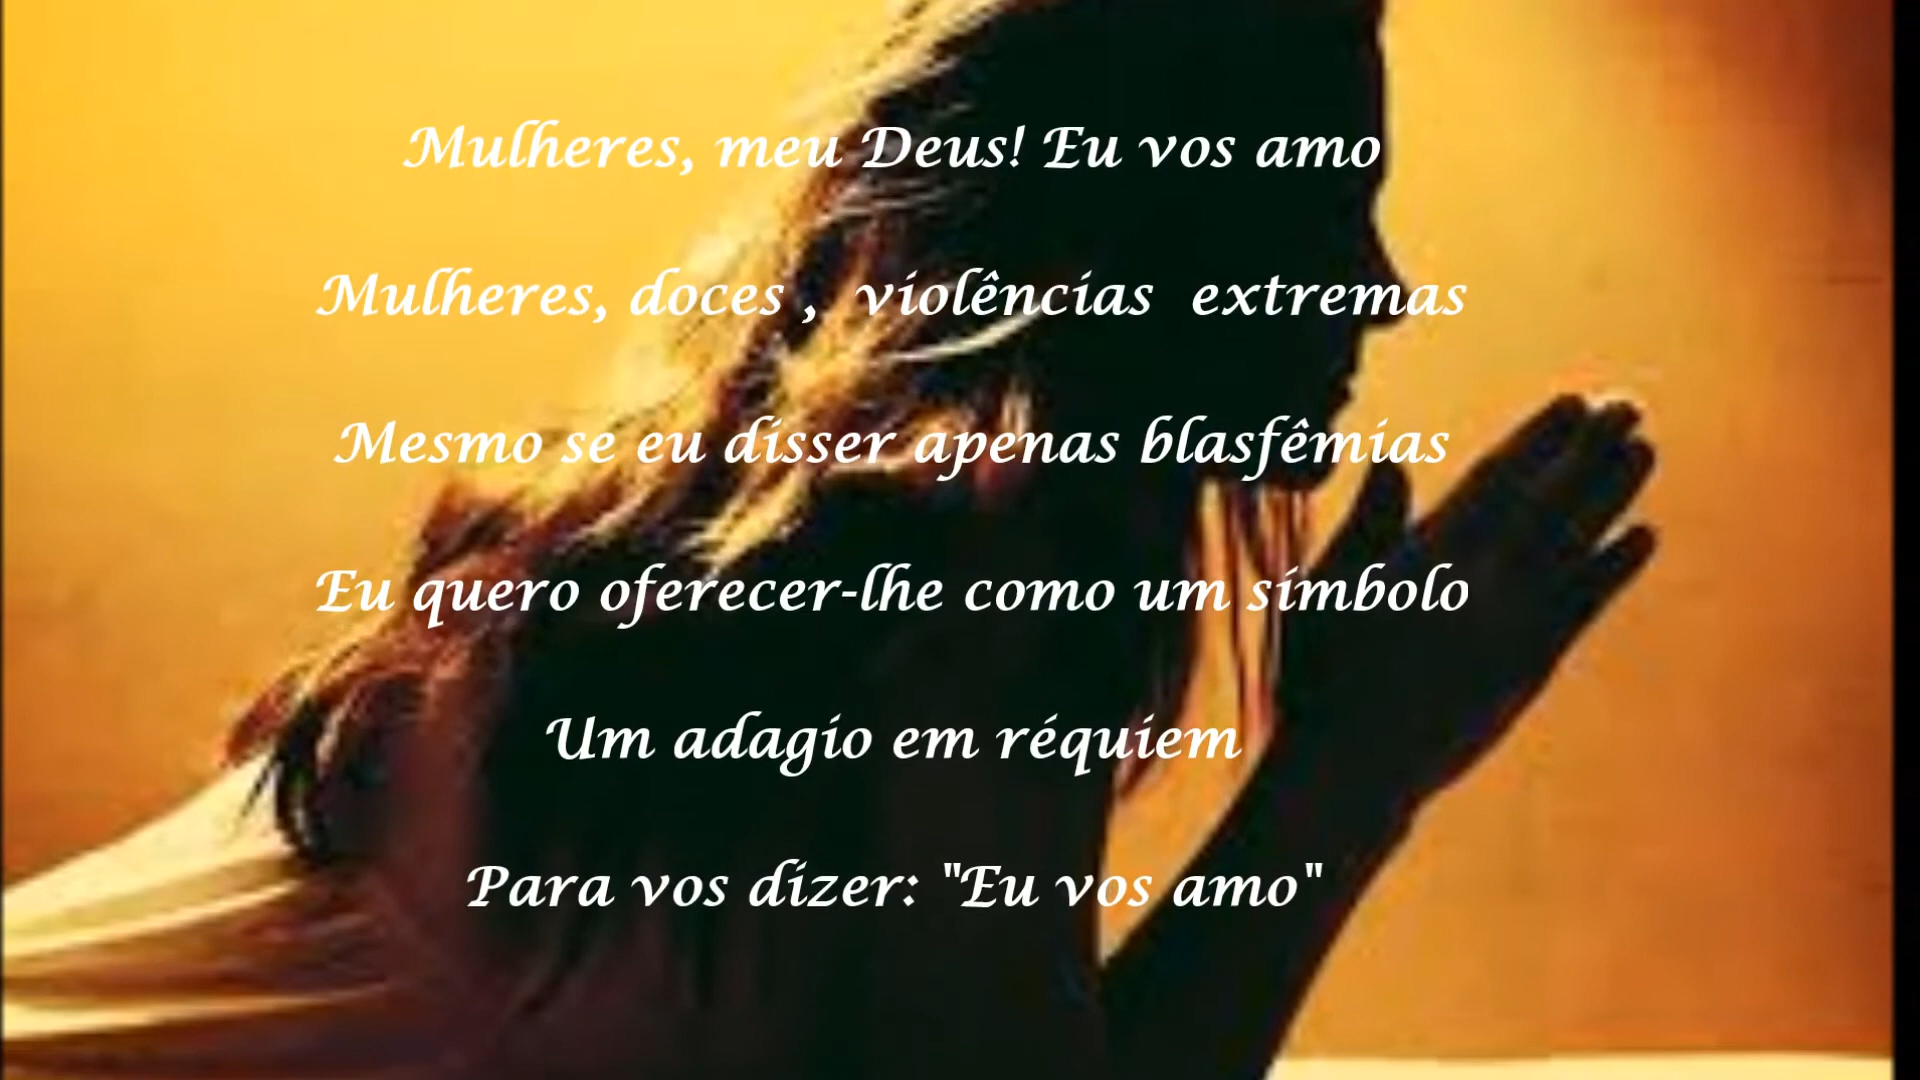 Mulheres, meu Deus! Eu vos amo
Mulheres, doces , violências extremas
Mesmo se eu disser apenas blasfêmias
Eu quero oferecer-lhe como um símbolo
Um adagio em réquiem
Para vos dizer: "Eu vos amo"